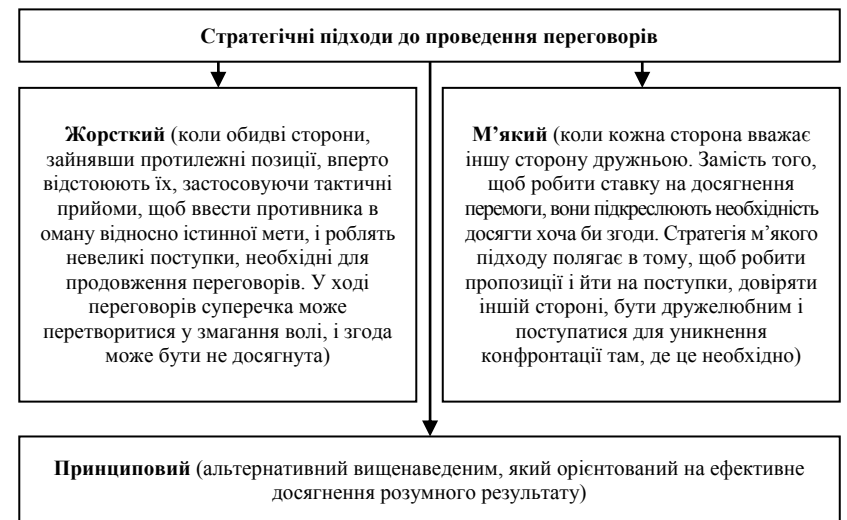 Стратегічні підходи до проведення переговорів
Жорсткий (коли обидві сторони,
зайнявши протилежні позиції, вперто
відстоюють їх, застосовуючи тактичні
прийоми, щоб ввести противника в
оману відносно істинної мети, і роблять
невеликі поступки, необхідні для
продовження переговорів. У ході
переговорів суперечка може
перетворитися у змагання волі, і згода
може бути не досягнута)
М’який (коли кожна сторона вважає
іншу сторону дружньою. Замість того,
щоб робити ставку на досягнення
перемоги, вони підкреслюють необхідність
досягти хоча би згоди. Стратегія м’якого
підходу полягає в тому, щоб робити
пропозиції і йти на поступки, довіряти
іншій стороні, бути дружелюбним і
поступатися для уникнення
конфронтації там, де це необхідно)
Принциповий (альтернативний вищенаведеним, який орієнтований на ефективне
досягнення розумного результату)